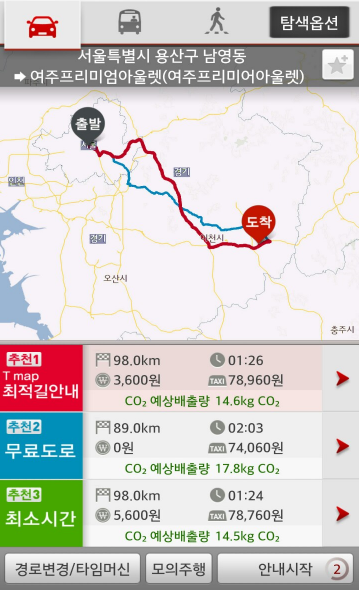 탐색옵션
서울특별시 용산구 남영동
➡ 여주프리미엄아울렛(여주프리미어아울렛)
출발
경기
인천
도착
경기
이천시
오산시
충주시
추천1
T map
최적길안내
98.0km
01:26
₩ 3,600원
TAXI 78,960원
CO₂ 예상배출량 14.6kg CO₂
추천2
무료도로
89.0km
02:03
₩ 0원
TAXI 74,060원
CO₂ 예상배출량 17.8kg CO₂
추천3
최소시간
98.0km
01:24
₩ 5,600원
TAXI 78,760원
CO₂ 예상배출량 14.5kg CO₂
경로변경/타임머신
모의주행
안내시작 2